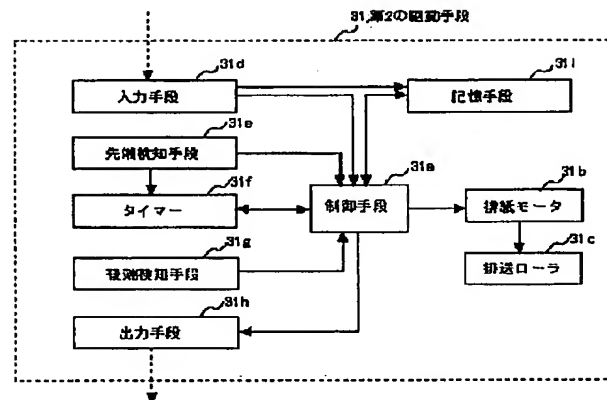 31,第2の駆動手段
31d
31i
入力手段
記憶手段
31e
先端検知手段
31a
31f
31b
タイマー
制御手段
排紙モータ
31g
31c
後端検知手段
排送ローラ
31h
出力手段